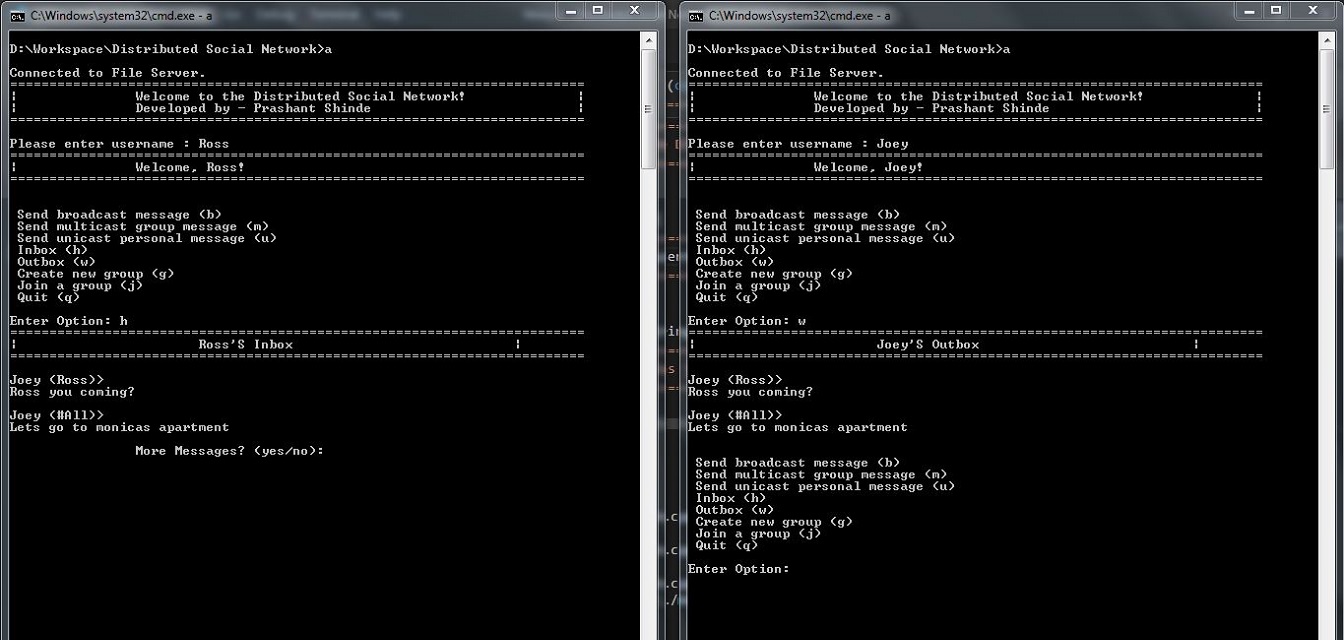 C:\Windows\system32\cmd.exe - a
D:\Workspace\Distributed Social Network>a
Connected to File Server.
Welcome to the Distributed Social Network!
Developed by - Prashant Shinde
Please enter username : Ross
Welcome, Ross!
Send broadcast message (b)
Send multicast group message (m)
Send unicast personal message (u)
Inbox (h)
Outbox (w)
Create new group (g)
Join a group (j)
Quit (q)
Enter Option: h
Ross'S Inbox
Joey (Ross>>
Ross you coming?
Joey (#All>>
Lets go to monicas apartment
More Messages? (yes/no):
C:\Windows\system32\cmd.exe - a
D:\Workspace\Distributed Social Network>a
Connected to File Server.
Welcome to the Distributed Social Network!
Developed by - Prashant Shinde
Please enter username : Joey
Welcome, Joey!
Send broadcast message (b)
Send multicast group message (m)
Send unicast personal message (u)
Inbox (h)
Outbox (w)
Create new group (g)
Join a group (j)
Quit (q)
Enter Option: w
Joey'S Outbox
Joey (Ross>>
Ross you coming?
Joey (#All>>
Lets go to monicas apartment
Send broadcast message (b)
Send multicast group message (m)
Send unicast personal message (u)
Inbox (h)
Outbox (w)
Create new group (g)
Join a group (j)
Quit (q)
Enter Option: